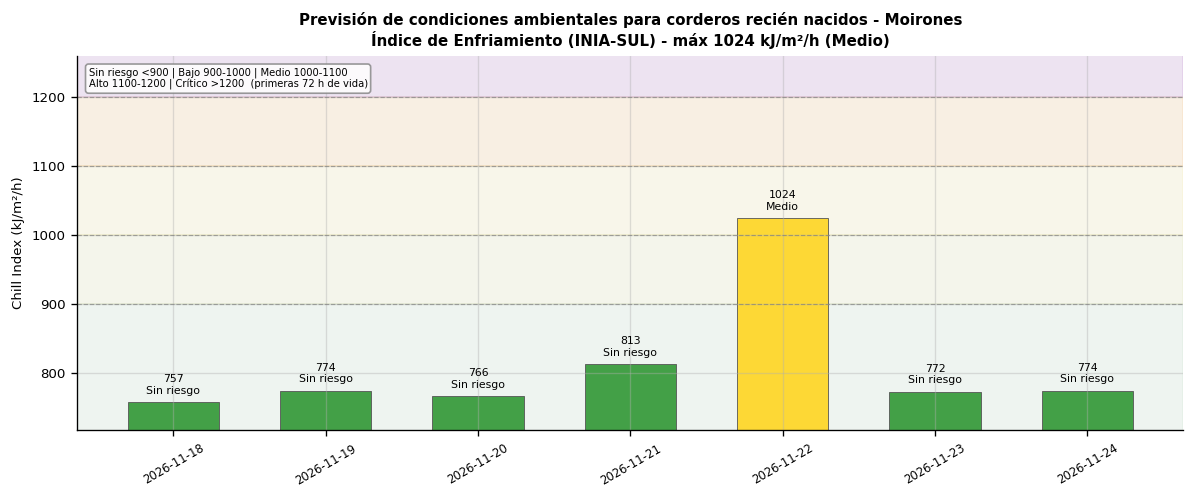 Previsión de condiciones ambientales para corderos recién nacidos - Moirones
Índice de Enfriamiento (INIA-SUL) - máx 1024 kJ/m²/h (Medio)
Sin riesgo <900 | Bajo 900-1000 | Medio 1000-1100
Alto 1100-1200 | Crítico >1200  (primeras 72 h de vida)
Chill Index (kJ/m²/h)
1200
1100
1000
900
800
757
Sin riesgo
774
Sin riesgo
766
Sin riesgo
813
Sin riesgo
1024
Medio
772
Sin riesgo
774
Sin riesgo
2026-11-18
2026-11-19
2026-11-20
2026-11-21
2026-11-22
2026-11-23
2026-11-24